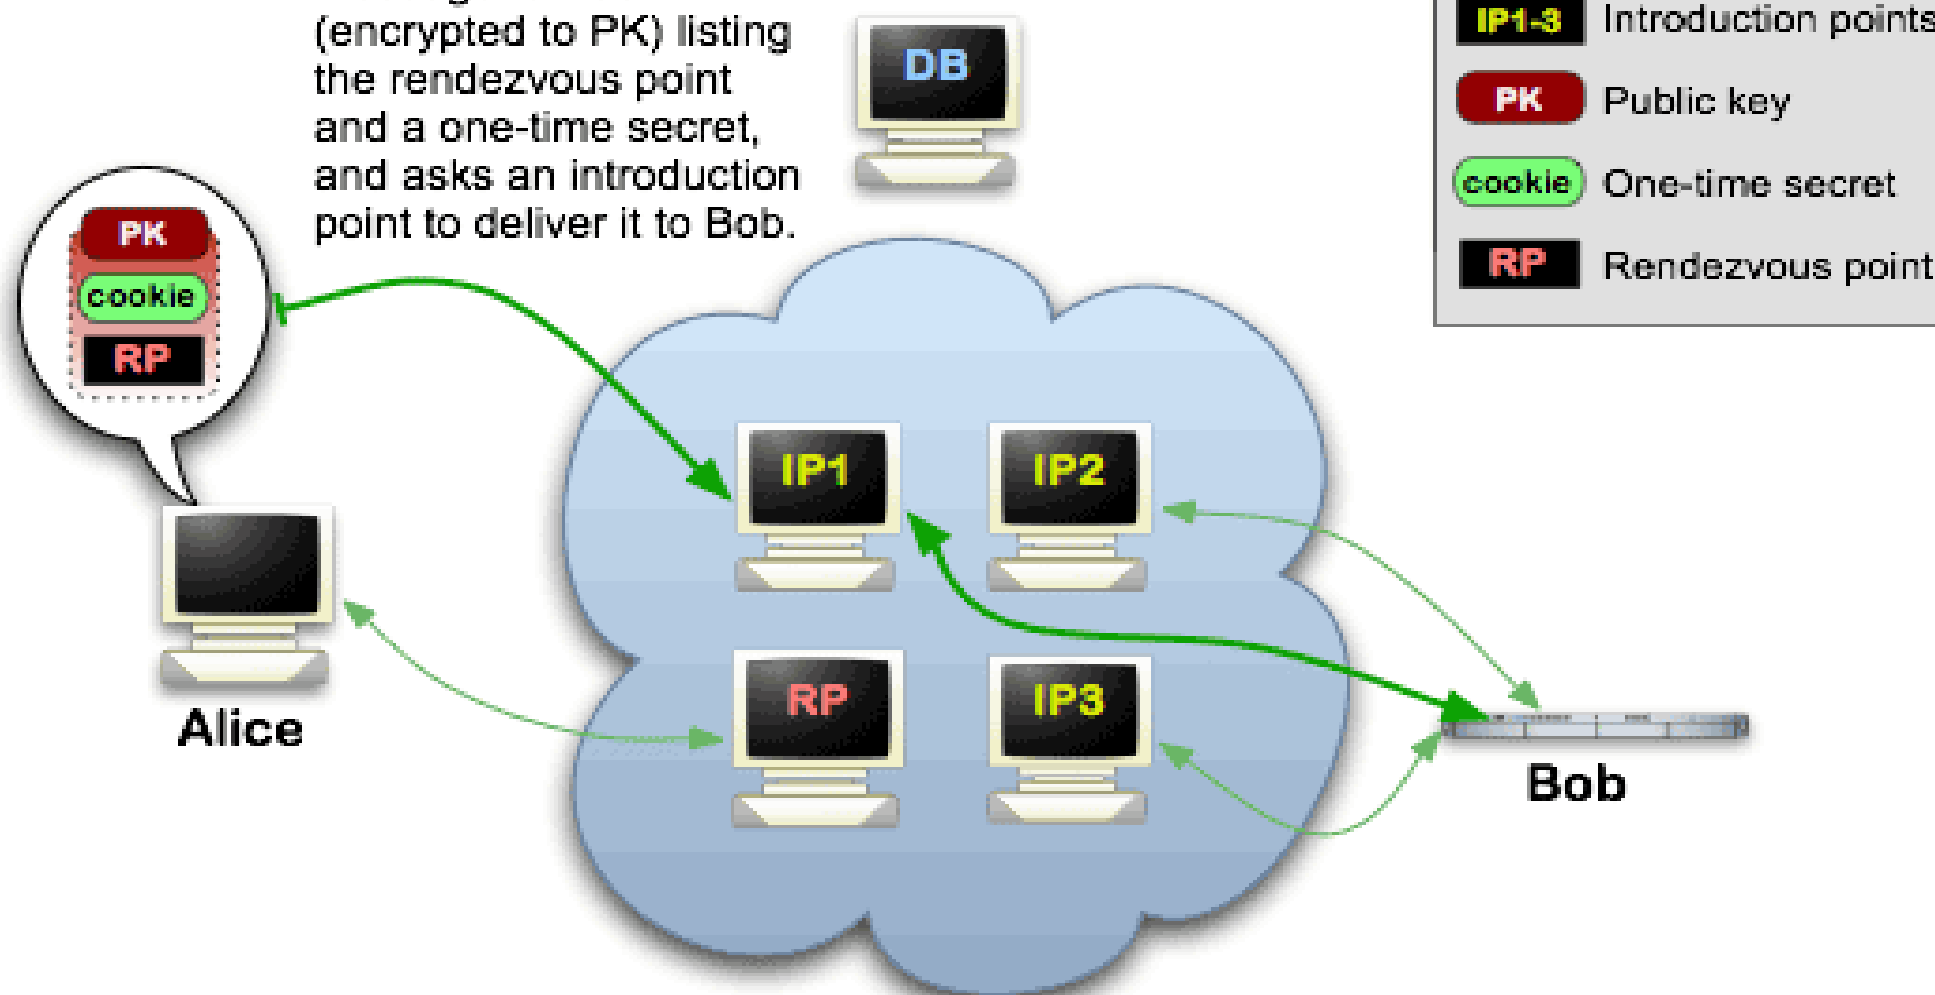 (encrypted to PK) listing
the rendezvous point
and a one-time secret,
and asks an introduction
point to deliver it to Bob.
DB
IP1-3 Introduction points
PK Public key
cookie One-time secret
RP Rendezvous point
PK
cookie
RP
IP1
IP2
RP
IP3
Alice
Bob